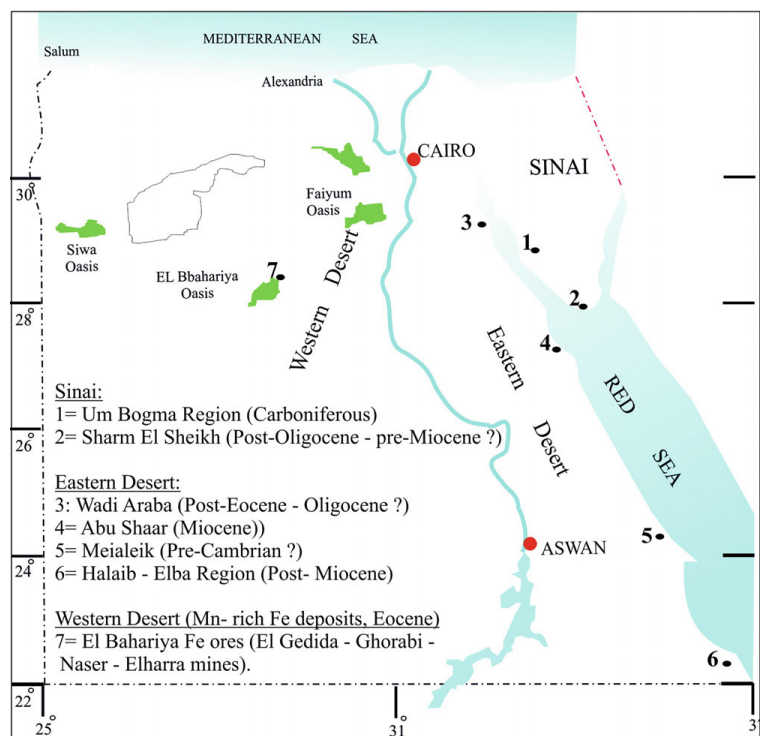 MEDITERRANEAN SEA
Salum
Alexandria
CAIRO
SINAI
30°
Faiyum
Oasis
3
1
Siwa
Oasis
7
EL Bbahariya
Oasis
Western Desert
2
28°
4
Eastern Desert
RED SEA
Sinai:
1= Um Bogma Region (Carboniferous)
2= Sharm El Sheikh (Post-Oligocene - pre-Miocene ?)
26°
Eastern Desert:
3: Wadi Araba (Post-Eocene - Oligocene ?)
4= Abu Shaar (Miocene))
5= Meialeik (Pre-Cambrian ?)
6= Halaib - Elba Region (Post- Miocene)
5
ASWAN
24°
Western Desert (Mn- rich Fe deposits, Eocene)
7= El Bahariya Fe ores (El Gedida - Ghorabi -
Naser - Elharra mines).
6
22°
25°
31°